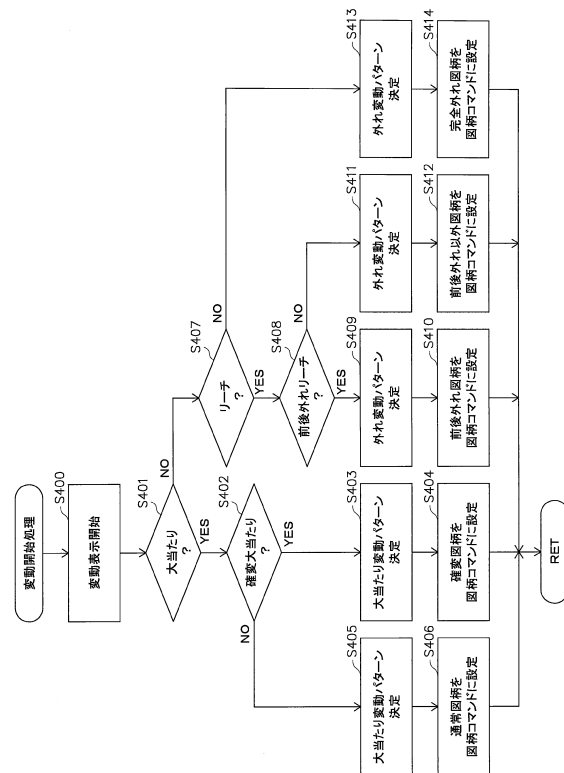 変動開始処理
S400
変動表示開始
S401
大当たり
?
NO
YES
S402
確変大当たり
?
NO
YES
S407
リーチ
?
NO
YES
S408
前後外れリーチ
?
NO
YES
S405
大当たり変動パターン
決定
S406
通常図柄を
図柄コマンドに設定
S403
大当たり変動パターン
決定
S404
確変図柄を
図柄コマンドに設定
S409
外れ変動パターン
決定
S410
前後外れ図柄を
図柄コマンドに設定
S411
外れ変動パターン
決定
S412
前後外れ以外図柄を
図柄コマンドに設定
S413
外れ変動パターン
決定
S414
完全外れ図柄を
図柄コマンドに設定
RET